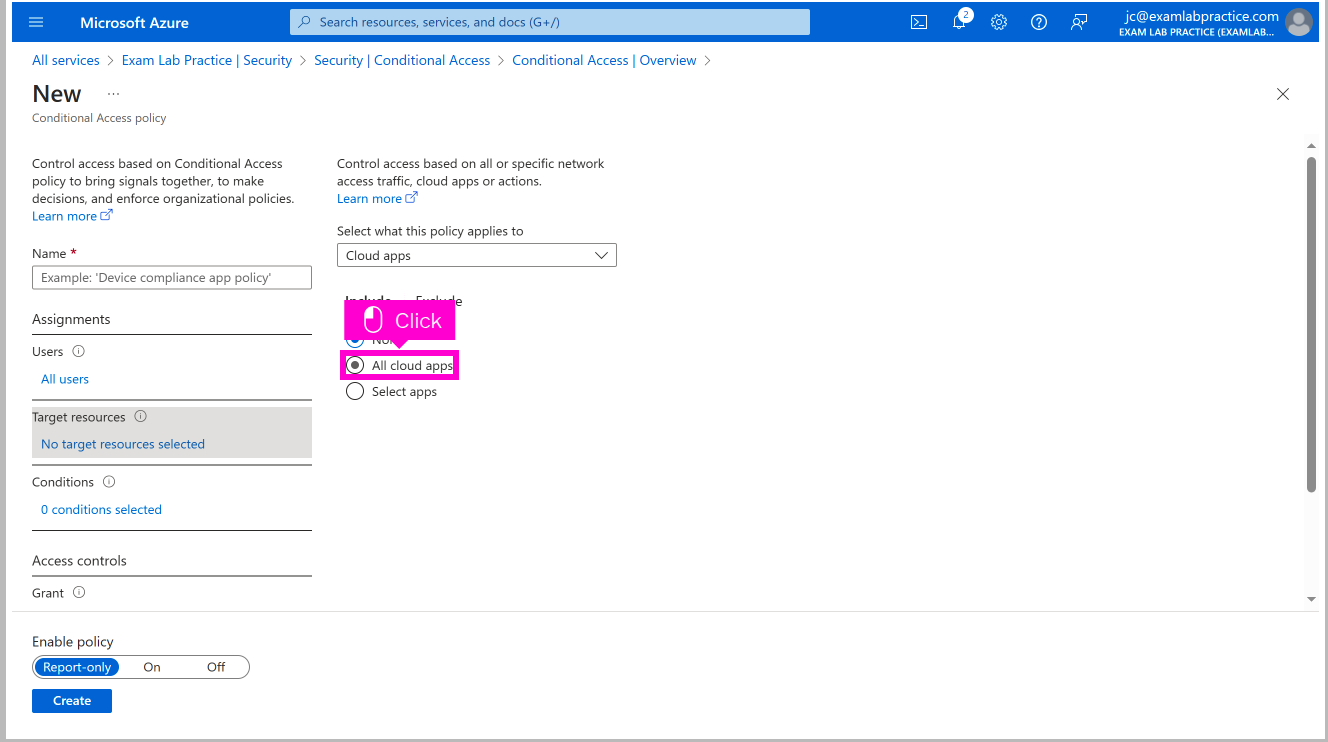 Microsoft Azure
Search resources, services, and docs (G+/)
2
jc@examlabpractice.com
EXAM LAB PRACTICE (EXAMLAB...
All services > Exam Lab Practice | Security > Security | Conditional Access > Conditional Access | Overview >
New ...
Conditional Access policy
Control access based on Conditional Access
policy to bring signals together, to make
decisions, and enforce organizational policies.
Learn more
Name *
Example: 'Device compliance app policy'
Assignments
Users
All users
Target resources
No target resources selected
Conditions
0 conditions selected
Access controls
Grant
Control access based on all or specific network
access traffic, cloud apps or actions.
Learn more
Select what this policy applies to
Cloud apps
Include Exclude
Click
All cloud apps
Select apps
Enable policy
Report-only On Off
Create